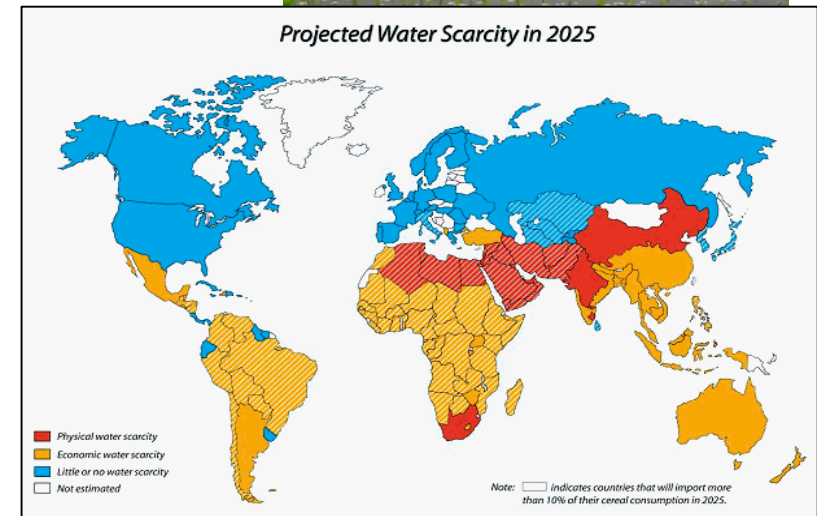 Projected Water Scarcity in 2025
Physical water scarcity
Economic water scarcity
Little or no water scarcity
Not estimated
Note: indicates countries that will import more
than 10% of their cereal consumption in 2025.